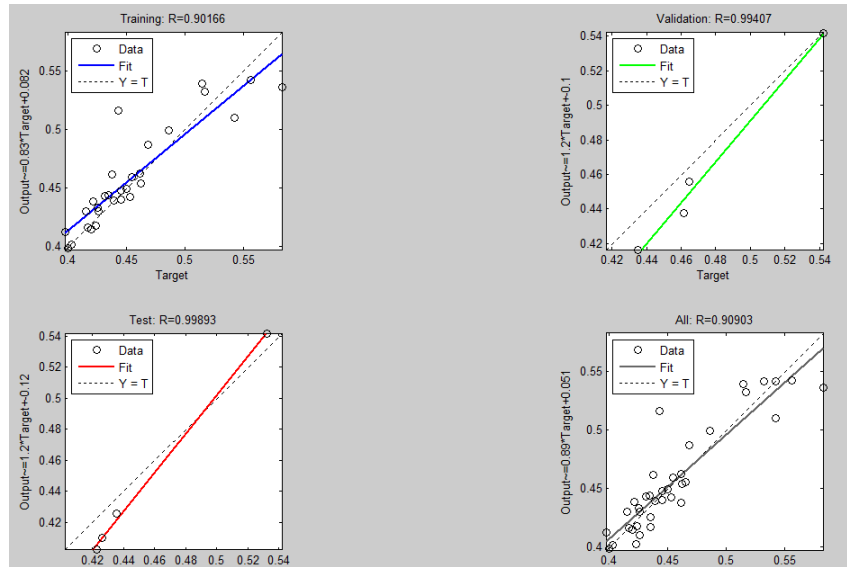 Training: R=0.90166
Output~=0.83*Target+0.082
Data
Fit
Y = T
0.55
0.5
0.45
0.4
0.4 0.45 0.5 0.55
Target
Validation: R=0.99407
Output~=1.2*Target+-0.1
Data
Fit
Y = T
0.54
0.52
0.5
0.48
0.46
0.44
0.42
0.42 0.44 0.46 0.48 0.5 0.52 0.54
Target
Test: R=0.99893
Output~=1.2*Target+-0.12
Data
Fit
Y = T
0.54
0.52
0.5
0.48
0.46
0.44
0.42
0.42 0.44 0.46 0.48 0.5 0.52 0.54
All: R=0.90903
Output~=0.89*Target+0.051
Data
Fit
Y = T
0.55
0.5
0.45
0.4
0.4 0.45 0.5 0.55